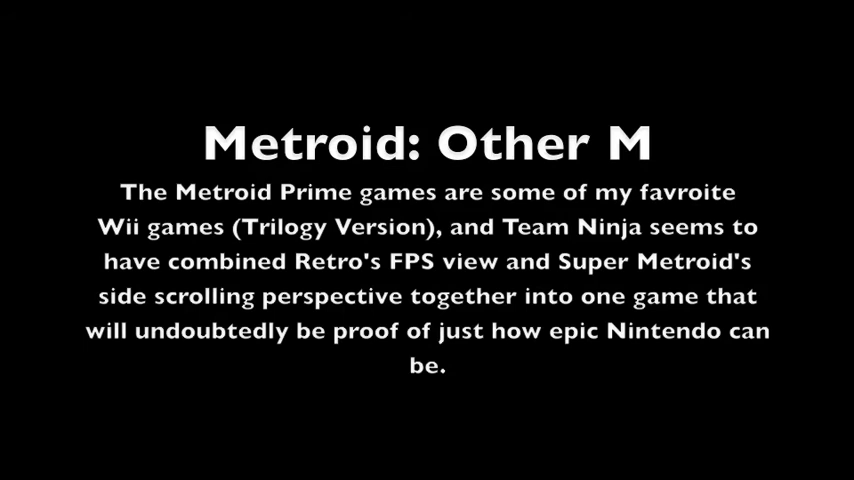 Metroid: Other M
The Metroid Prime games are some of my favroite
Wii games (Trilogy Version), and Team Ninja seems to
have combined Retro's FPS view and Super Metroid's
side scrolling perspective together into one game that
will undoubtedly be proof of just how epic Nintendo can
be.